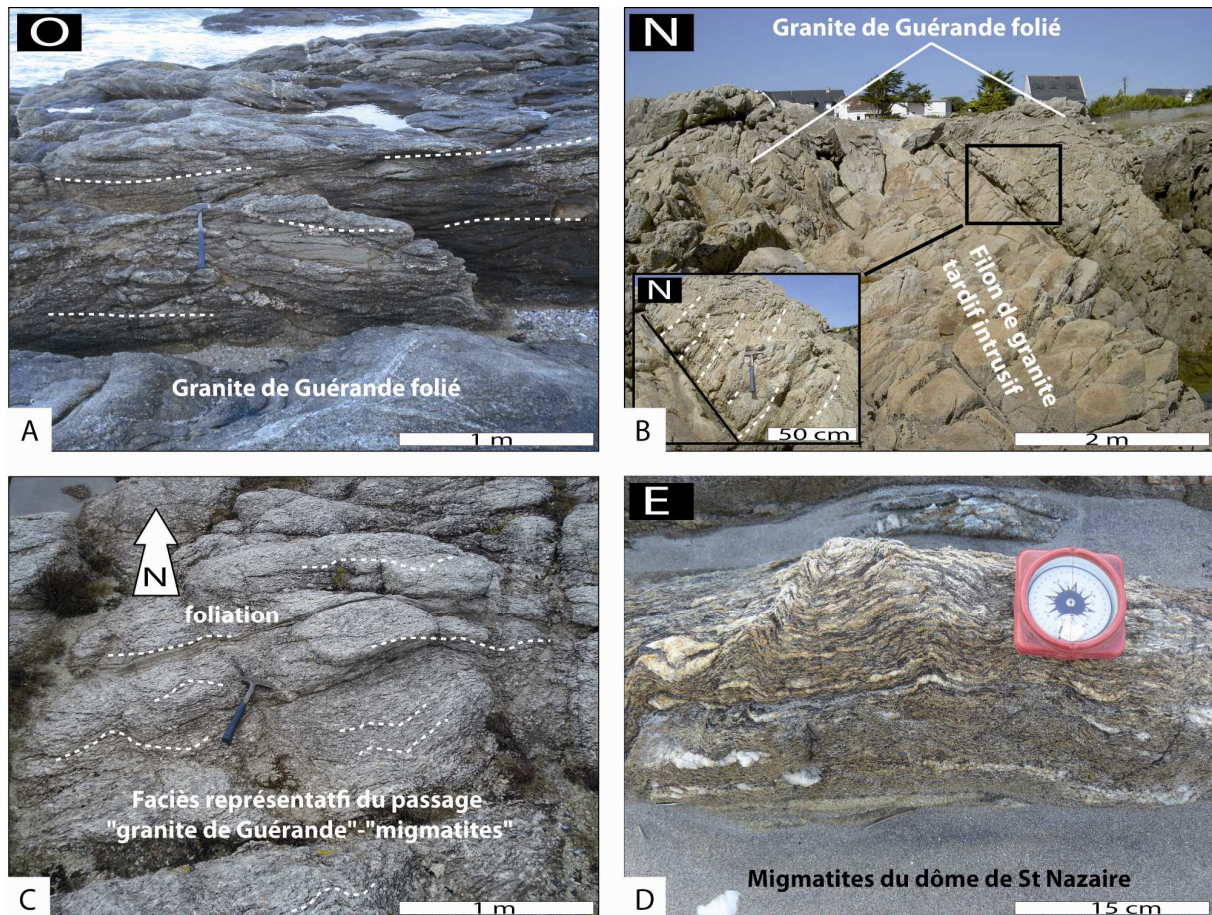 O
Granite de Guérande folié
A
1 m
N
Granite de Guérande folié
Filon de granite
tardif intrusif
N
50 cm
B
2 m
N
foliation
Faciès représentatfi du passage
"granite de Guérande"-"migmatites"
C
1 m
E
Migmatites du dôme de St Nazaire
D
15 cm